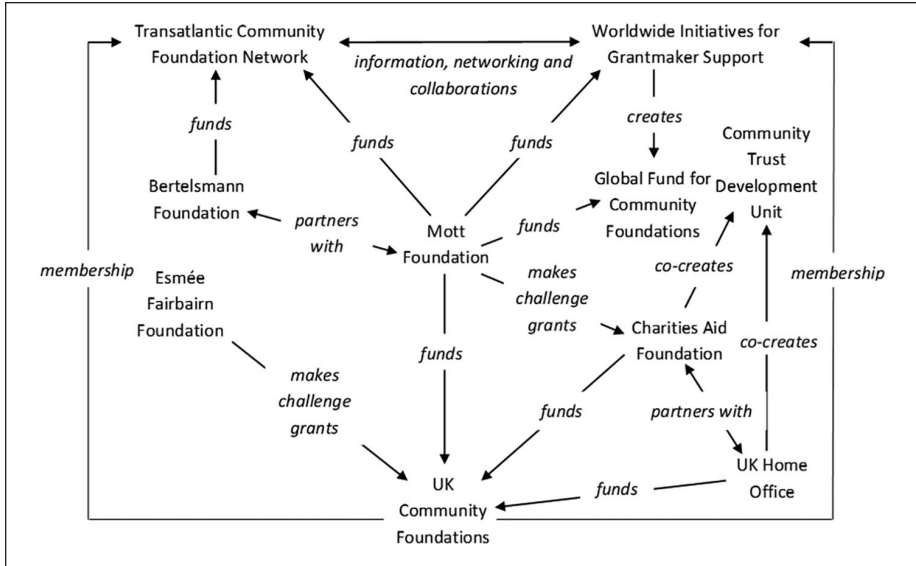 Transatlantic Community
Foundation Network
Worldwide Initiatives for
Grantmaker Support
information, networking and
collaborations
funds
funds
funds
creates
Community
Trust
Development
Unit
Bertelsmann
Foundation
partners
with
Mott
Foundation
funds
Global Fund for
Community
Foundations
membership
Esmée
Fairbairn
Foundation
makes
challenge
grants
co-creates
membership
Charities Aid
Foundation
co-creates
makes
challenge
grants
funds
funds
partners with
UK
Community
Foundations
funds
UK Home
Office